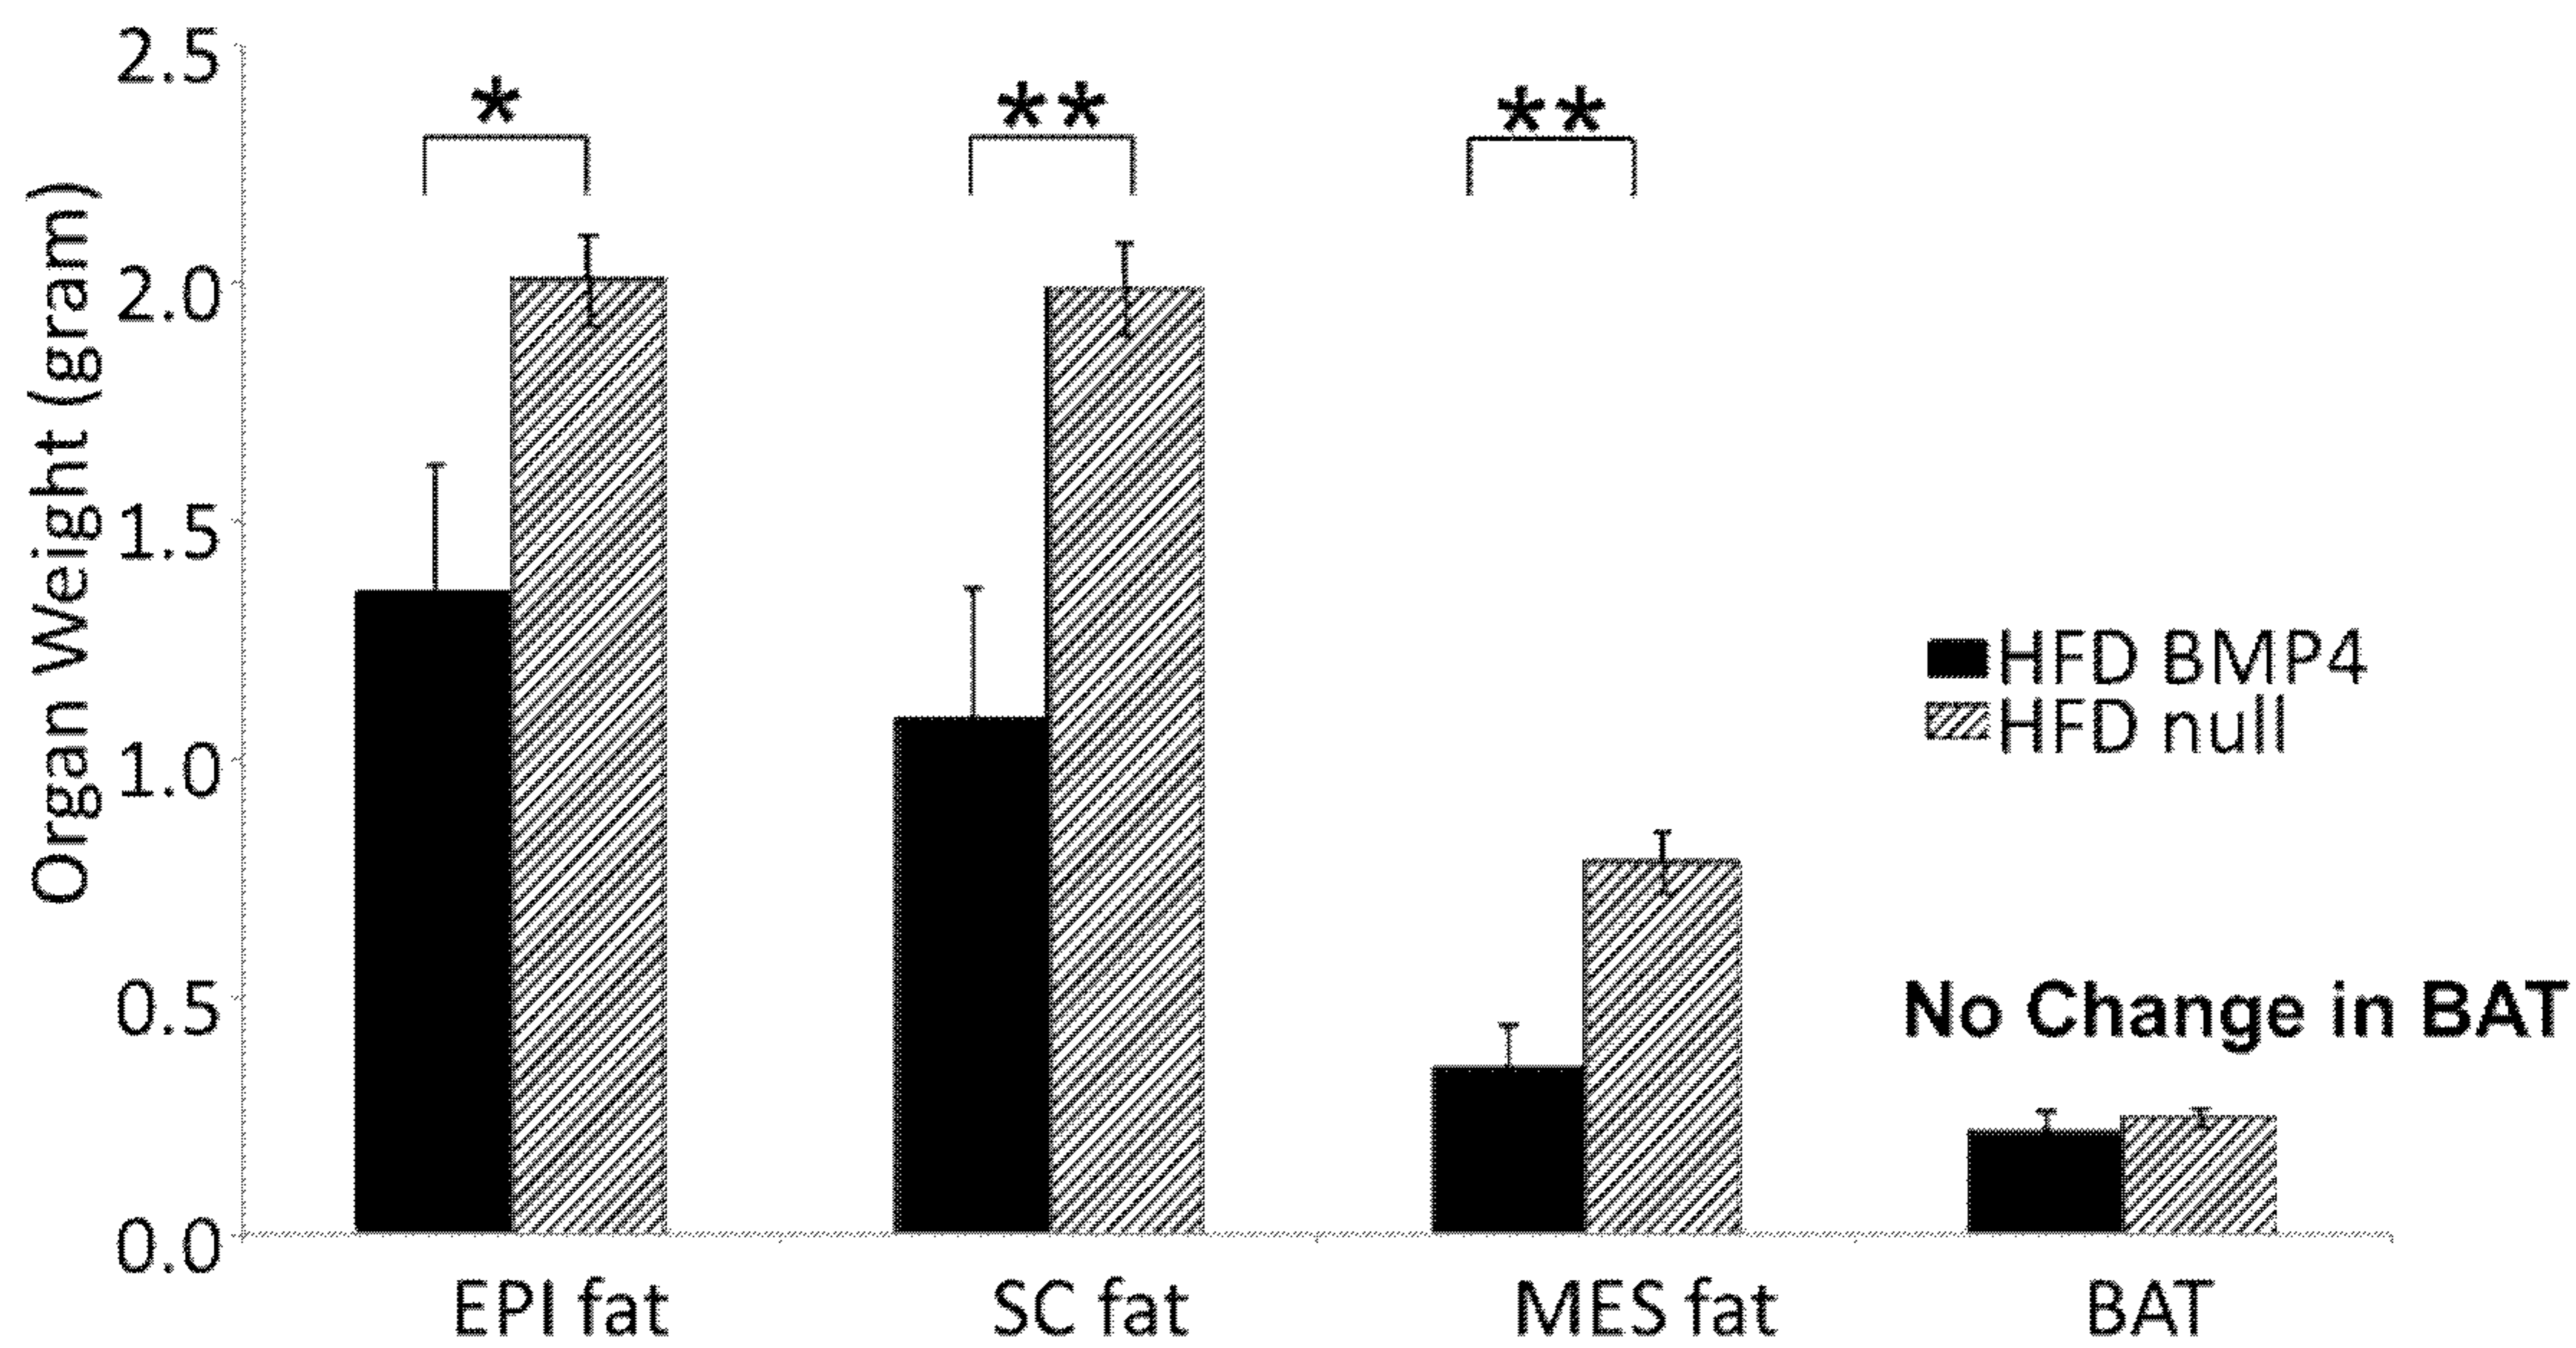 Organ Weight (gram)
2.5
2.0
1.5
1.0
0.5
0.0
*
**
**
HFD BMP4
HFD null
No Change in BAT
EPI fat
SC fat
MES fat
BAT